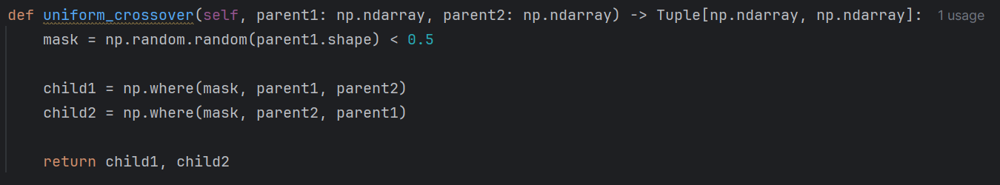 def uniform_crossover(self, parent1: np.ndarray, parent2: np.ndarray) -> Tuple[np.ndarray, np.ndarray]: 1 usage
    mask = np.random.random(parent1.shape) < 0.5

    child1 = np.where(mask, parent1, parent2)
    child2 = np.where(mask, parent2, parent1)

    return child1, child2